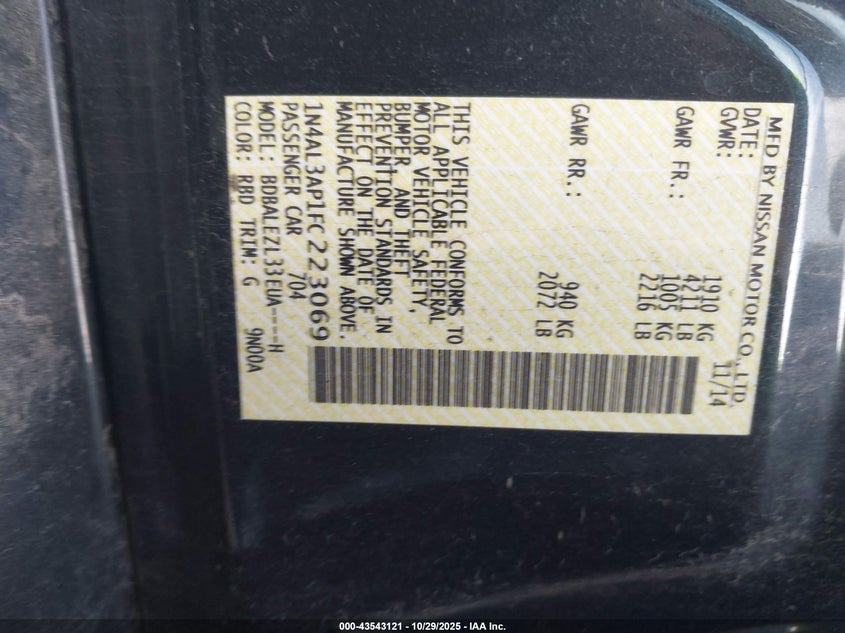 MFD BY NISSAN MOTOR CO., LTD.
DATE: 11/14
GVWR: 1910 KG
4211 LB
GAWR FR.: 1005 KG
2216 LB
GAWR RR.: 940 KG
2072 LB
THIS VEHICLE CONFORMS TO
ALL APPLICABLE FEDERAL
MOTOR VEHICLE SAFETY,
BUMPER, AND THEFT
PREVENTION STANDARDS IN
EFFECT ON THE DATE OF
MANUFACTURE SHOWN ABOVE.
1N4AL3AP1FC223069
PASSENGER CAR 704
MODEL: BDBALEZL33EUA----H
COLOR: RBD TRIM: G 9N00A
000-43543121 - 10/29/2025 - IAA Inc.